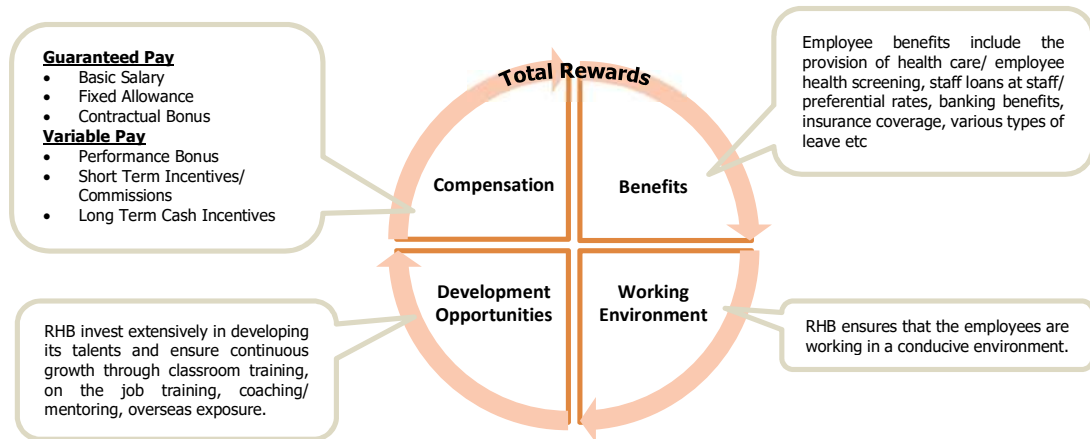 Guaranteed Pay
• Basic Salary
• Fixed Allowance
• Contractual Bonus
Variable Pay
• Performance Bonus
• Short Term Incentives/
Commissions
• Long Term Cash Incentives
Total Rewards
Employee benefits include the
provision of health care/ employee
health screening, staff loans at staff/
preferential rates, banking benefits,
insurance coverage, various types of
leave etc
Compensation
Benefits
Development
Opportunities
Working
Environment
RHB invest extensively in developing
its talents and ensure continuous
growth through classroom training,
on the job training, coaching/
mentoring, overseas exposure.
RHB ensures that the employees are
working in a conducive environment.